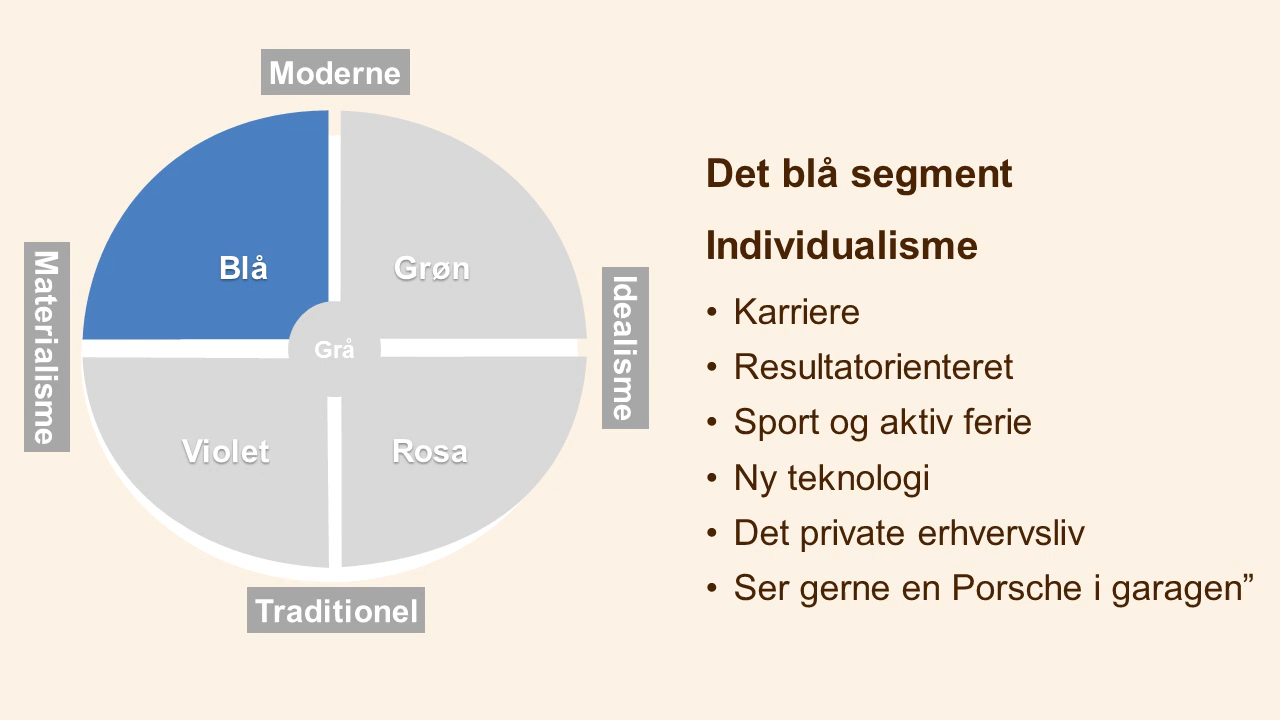 Moderne
Blå
Grøn
Materialisme
Idealisme
Grå
Violet
Rosa
Traditionel
Det blå segment
Individualisme
• Karriere
• Resultatorienteret
• Sport og aktiv ferie
• Ny teknologi
• Det private erhvervsliv
• Ser gerne en Porsche i garagen”